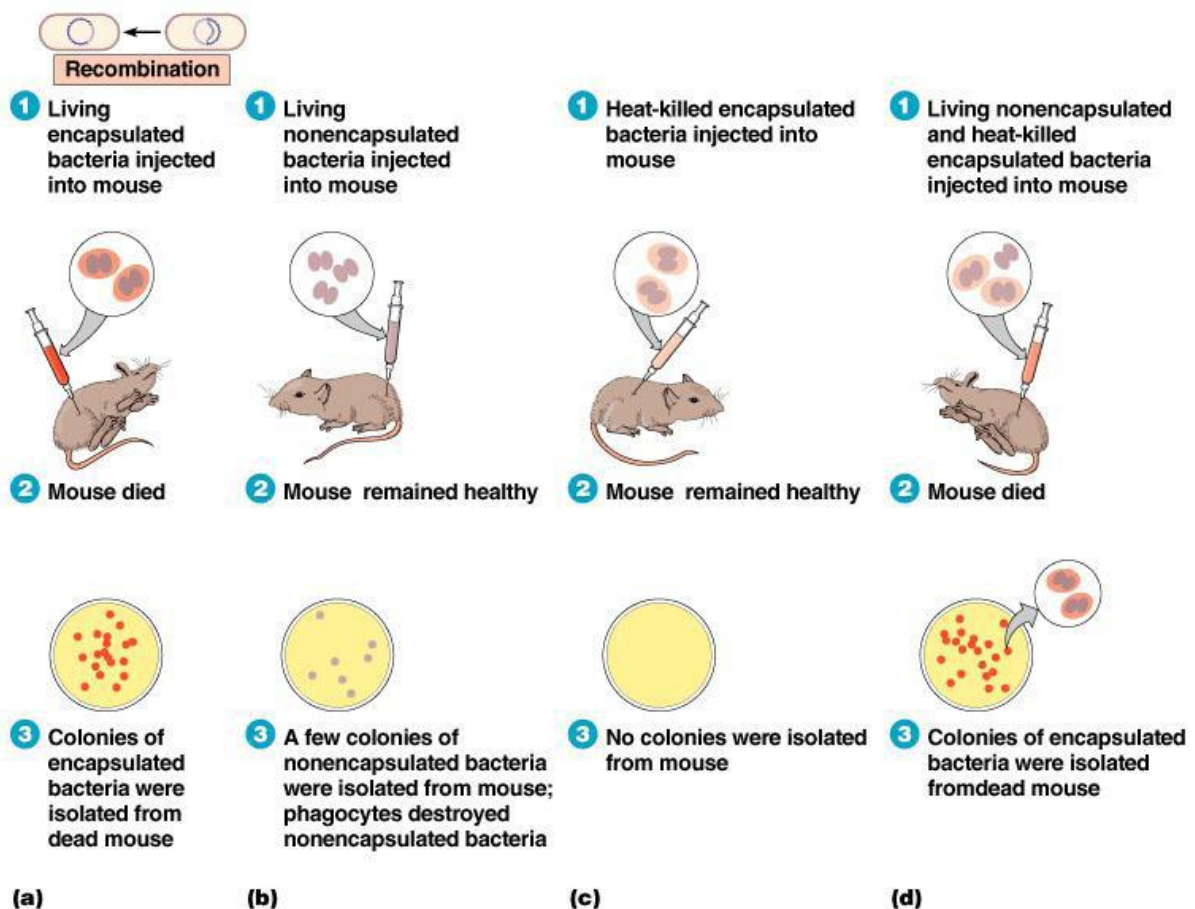 Recombination
1 Living
encapsulated
bacteria injected
into mouse
2 Mouse died
3 Colonies of
encapsulated
bacteria were
isolated from
dead mouse
(a)
1 Living
nonencapsulated
bacteria injected
into mouse
2 Mouse remained healthy
3 A few colonies of
nonencapsulated bacteria
were isolated from mouse;
phagocytes destroyed
nonencapsulated bacteria
(b)
1 Heat-killed encapsulated
bacteria injected into
mouse
2 Mouse remained healthy
3 No colonies were isolated
from mouse
(c)
1 Living nonencapsulated
and heat-killed
encapsulated bacteria
injected into mouse
2 Mouse died
3 Colonies of encapsulated
bacteria were isolated
fromdead mouse
(d)